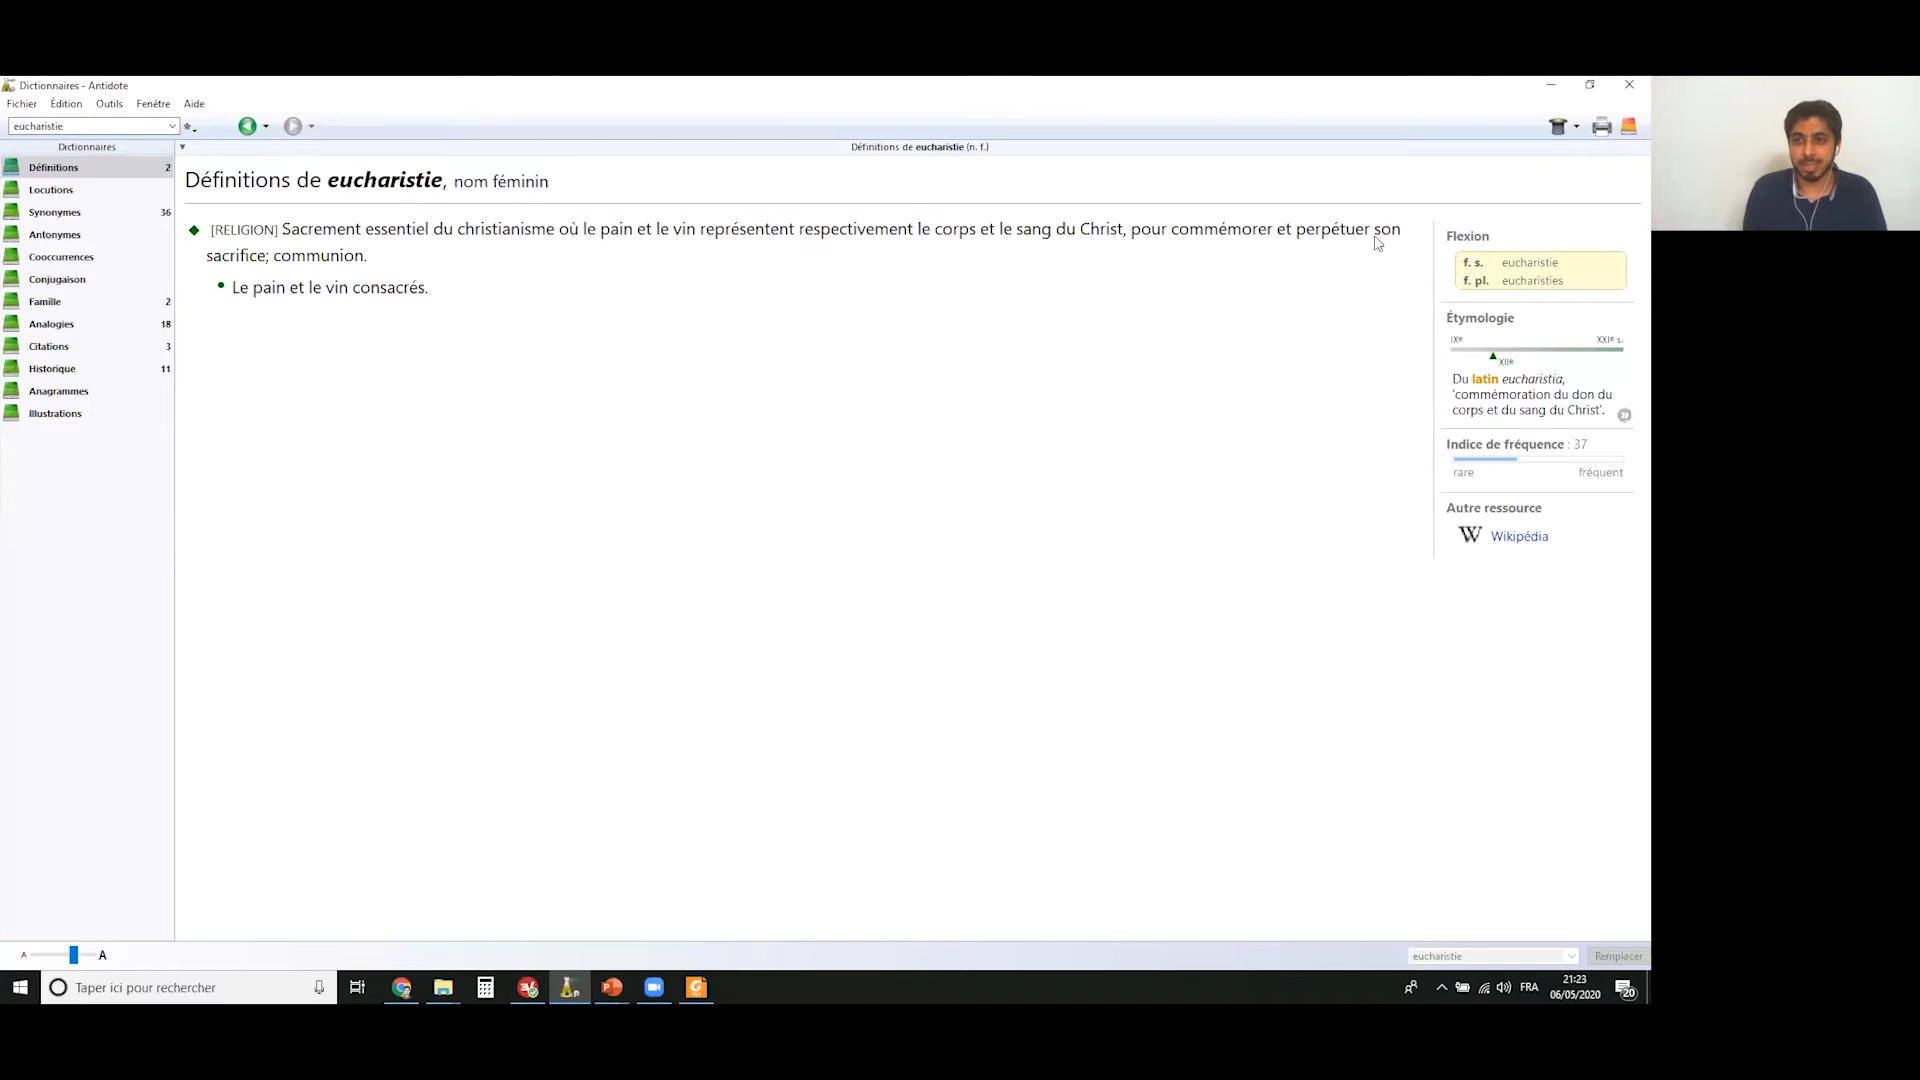 Dictionnaires - Antidote
Fichier Édition Outils Fenêtre Aide
eucharistie
Dictionnaires
Définitions de eucharistie (n. f.)
Définitions 2
Locutions
Synonymes 36
Antonymes
Cooccurrences
Conjugaison
Famille 2
Analogies 18
Citations 3
Historique 11
Anagrammes
Illustrations
Définitions de eucharistie, nom féminin
[RELIGION] Sacrement essentiel du christianisme où le pain et le vin représentent respectivement le corps et le sang du Christ, pour commémorer et perpétuer son
sacrifice; communion.
Le pain et le vin consacrés.
Flexion
f. s. eucharistie
f. pl. eucharisties
Étymologie
IXe XXIe s.
XIIe
Du latin eucharistia,
‘commémoration du don du
corps et du sang du Christ’.
Indice de fréquence : 37
rare fréquent
Autre ressource
W Wikipédia
A A
eucharistie Remplacer
Taper ici pour rechercher
FRA
21:23
06/05/2020
20